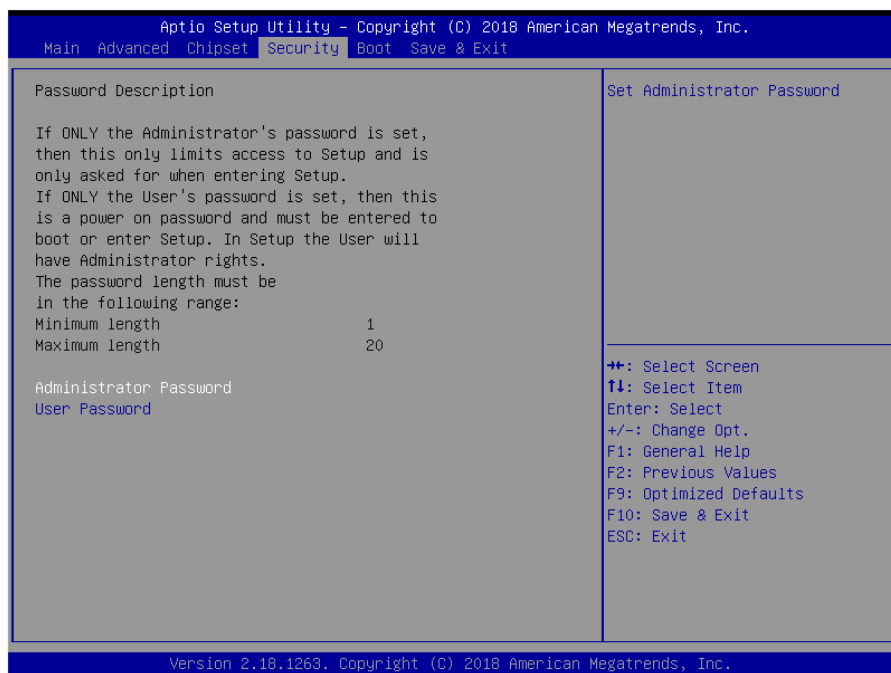 Aptio Setup Utility – Copyright (C) 2018 American Megatrends, Inc.
Main Advanced Chipset Security Boot Save & Exit
Password Description
If ONLY the Administrator's password is set,
then this only limits access to Setup and is
only asked for when entering Setup.
If ONLY the User's password is set, then this
is a power on password and must be entered to
boot or enter Setup. In Setup the User will
have Administrator rights.
The password length must be
in the following range:
Minimum length 1
Maximum length 20
Administrator Password
User Password
Set Administrator Password
→←: Select Screen
↑↓: Select Item
Enter: Select
+/-: Change Opt.
F1: General Help
F2: Previous Values
F9: Optimized Defaults
F10: Save & Exit
ESC: Exit
Version 2.18.1263. Copyright (C) 2018 American Megatrends, Inc.